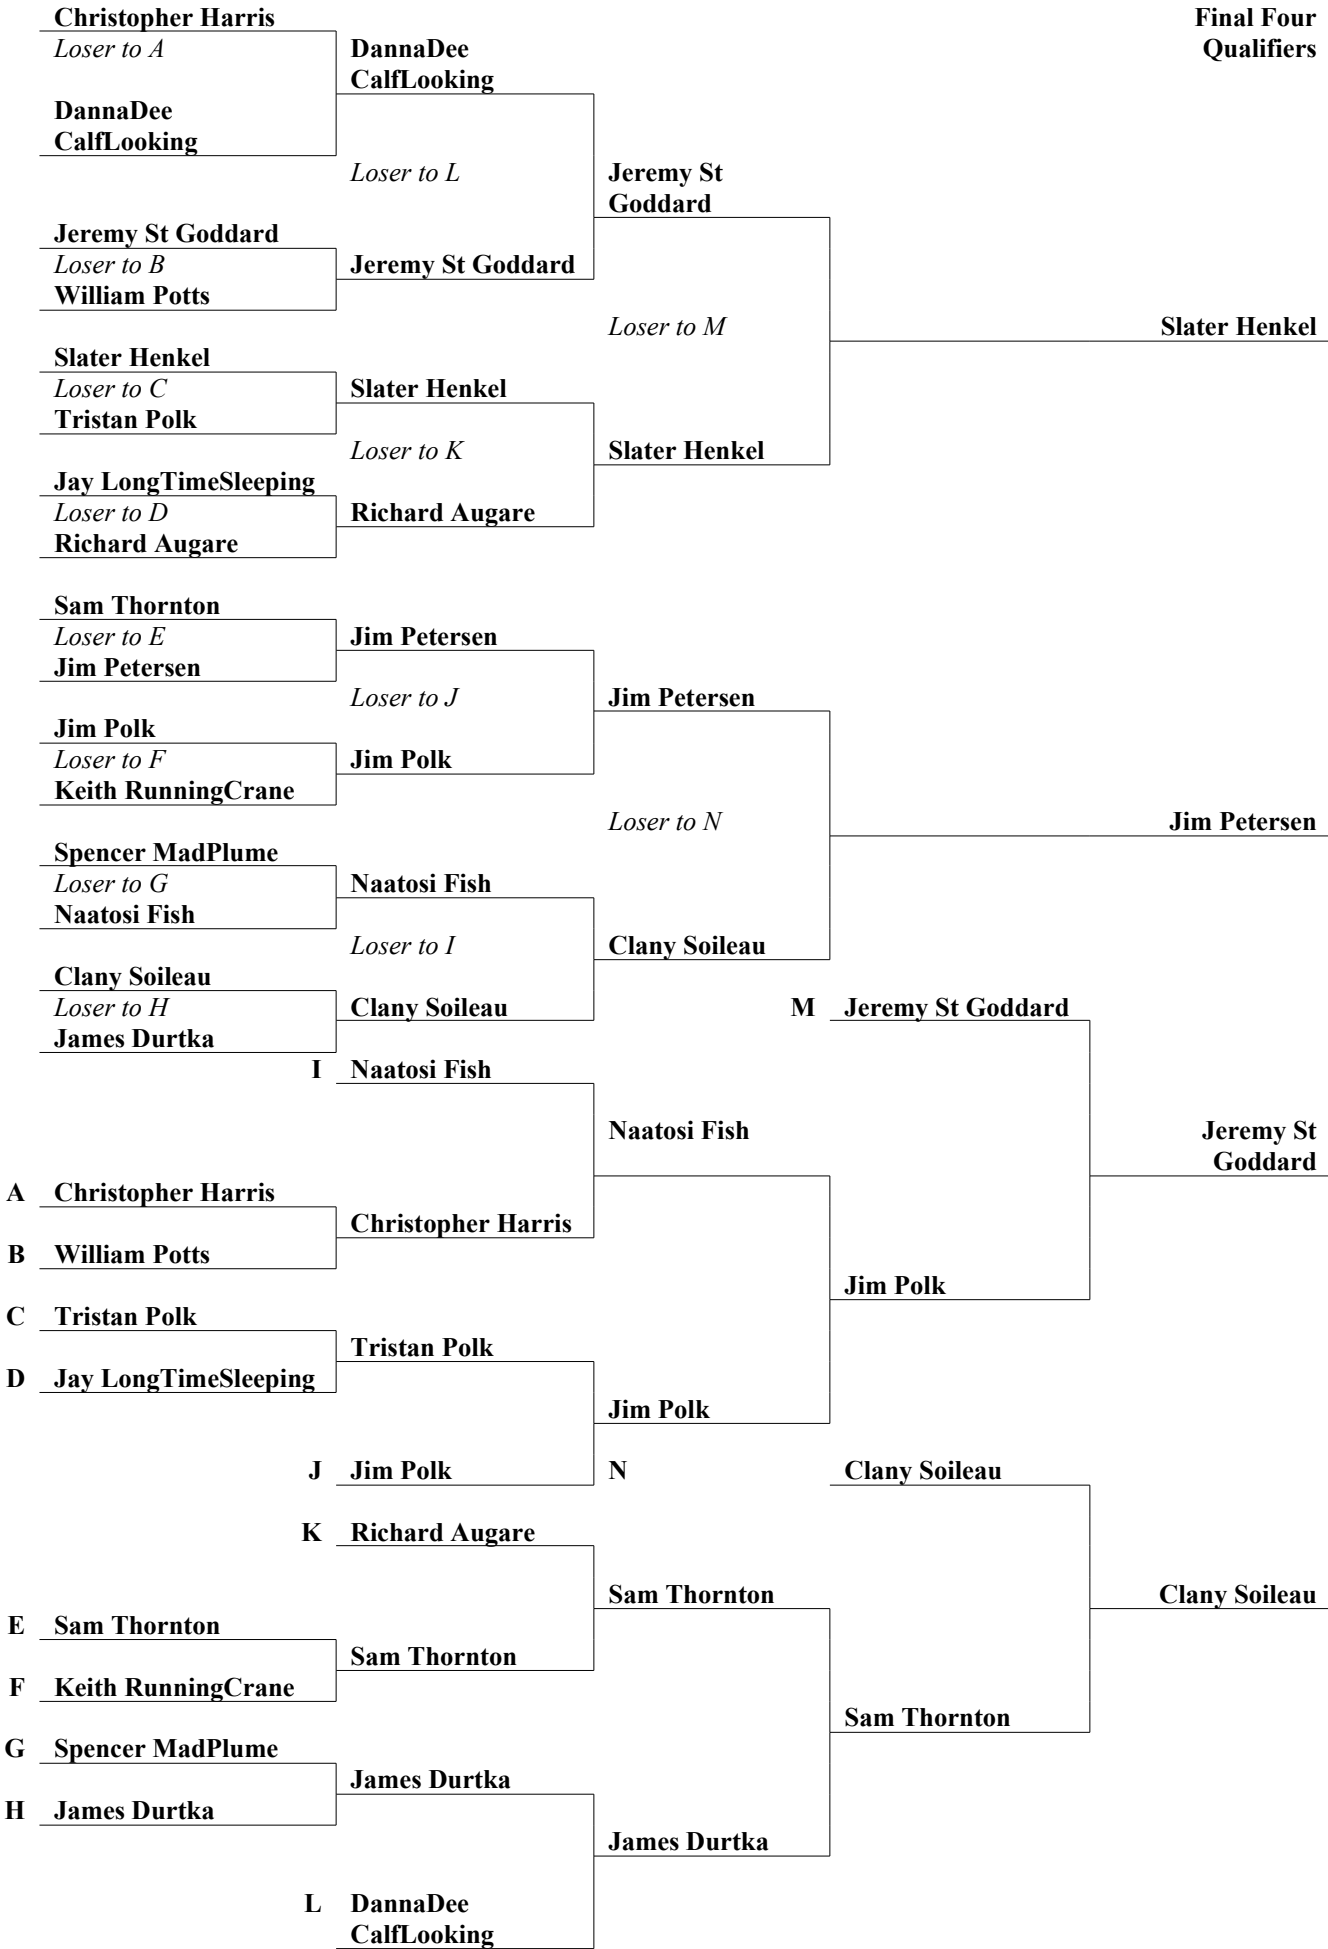 Christopher Harris
Final Four
Loser to A
DannaDee
Qualifiers
CalfLooking
DannaDee
CalfLooking
Loser to L
Jeremy St
Goddard
Jeremy St Goddard
Loser to B
Jeremy St Goddard
William Potts
Loser to M
Slater Henkel
Slater Henkel
Loser to C
Slater Henkel
Tristan Polk
Loser to K
Slater Henkel
Jay LongTimeSleeping
Loser to D
Richard Augare
Richard Augare
Sam Thornton
Loser to E
Jim Petersen
Jim Petersen
Loser to J
Jim Petersen
Jim Polk
Loser to F
Jim Polk
Keith RunningCrane
Loser to N
Jim Petersen
Spencer MadPlume
Loser to G
Naatosi Fish
Naatosi Fish
Loser to I
Clany Soileau
Clany Soileau
Loser to H
Clany Soileau
M Jeremy St Goddard
James Durtka
I Naatosi Fish
Naatosi Fish
Jeremy St
Goddard
A Christopher Harris
Christopher Harris
B William Potts
Jim Polk
C Tristan Polk
Tristan Polk
D Jay LongTimeSleeping
Jim Polk
J Jim Polk
N Clany Soileau
K Richard Augare
Sam Thornton
Clany Soileau
E Sam Thornton
Sam Thornton
F Keith RunningCrane
Sam Thornton
G Spencer MadPlume
James Durtka
H James Durtka
James Durtka
L DannaDee
CalfLooking